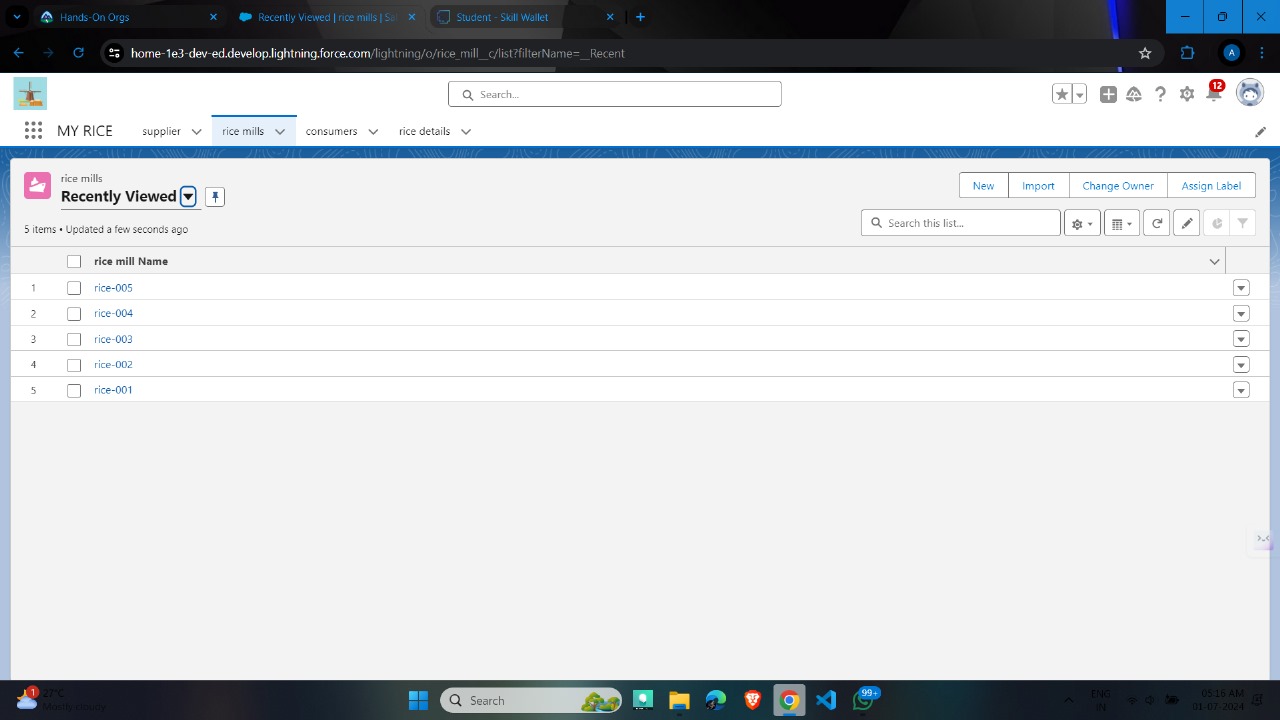 Hands-On Orgs
Recently Viewed | rice mills | Sal
Student - Skill Wallet
home-1e3-dev-ed.develop.lightning.force.com/lightning/o/rice_mill__c/list?filterName=__Recent
A
Search...
12
MY RICE
supplier
rice mills
consumers
rice details
rice mills
Recently Viewed
New
Import
Change Owner
Assign Label
5 items • Updated a few seconds ago
Search this list...
rice mill Name
1 rice-005
2 rice-004
3 rice-003
4 rice-002
5 rice-001
1
27°C
Mostly cloudy
Search
99+
ENG
IN
05:16 AM
01-07-2024